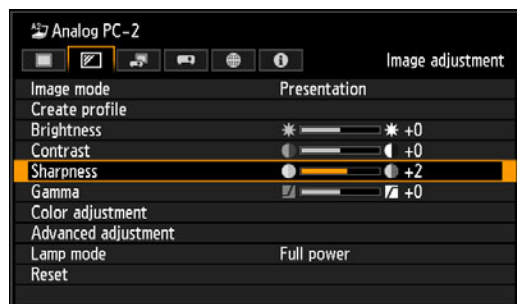 Analog PC-2
Image adjustment
Image mode Presentation
Create profile
Brightness +0
Contrast +0
Sharpness +2
Gamma +0
Color adjustment
Advanced adjustment
Lamp mode Full power
Reset